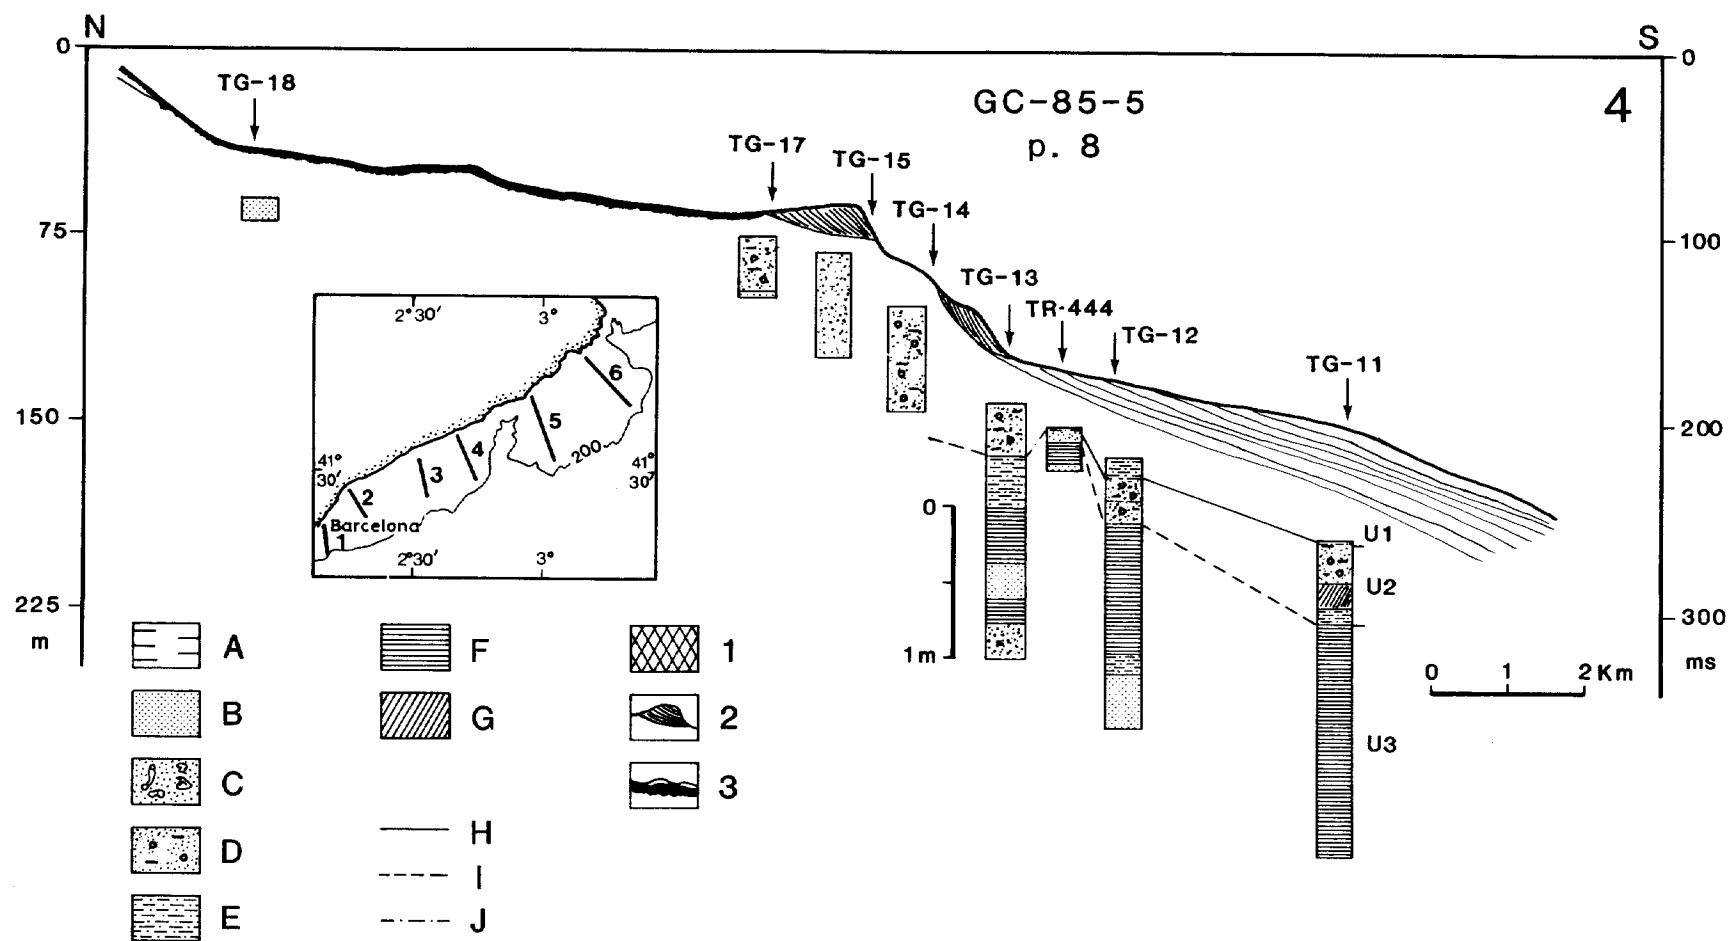 N
S
0
0
TG-18
GC-85-5
4
p. 8
TG-17
TG-15
TG-14
75
100
TG-13
TR-444
TG-12
TG-11
2°30′
3°
6
5
4
200
150
200
41°
30′
3
41°
30′
2
Barcelona
1
2°30′
3°
0
1m
U1
U2
U3
225
m
300
ms
0 1 2 Km
A
B
C
D
E
F
G
H
I
J
1
2
3